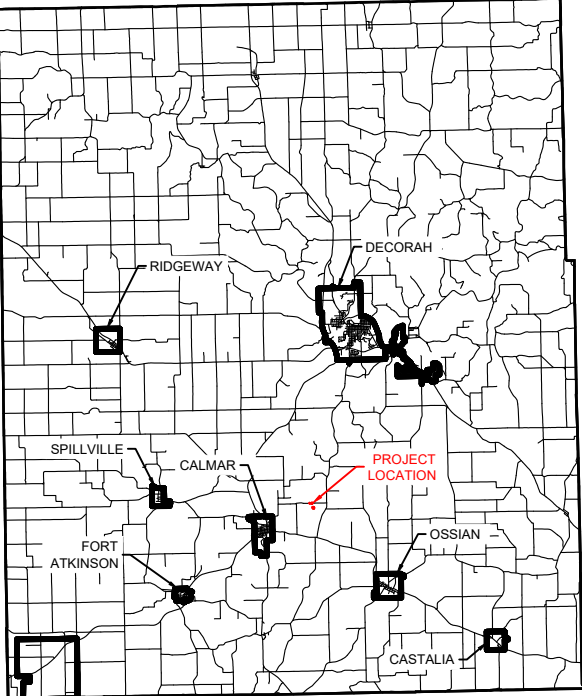 DECORAH
RIDGEWAY
SPILLVILLE
CALMAR
PROJECT
LOCATION
OSSIAN
FORT
ATKINSON
CASTALIA